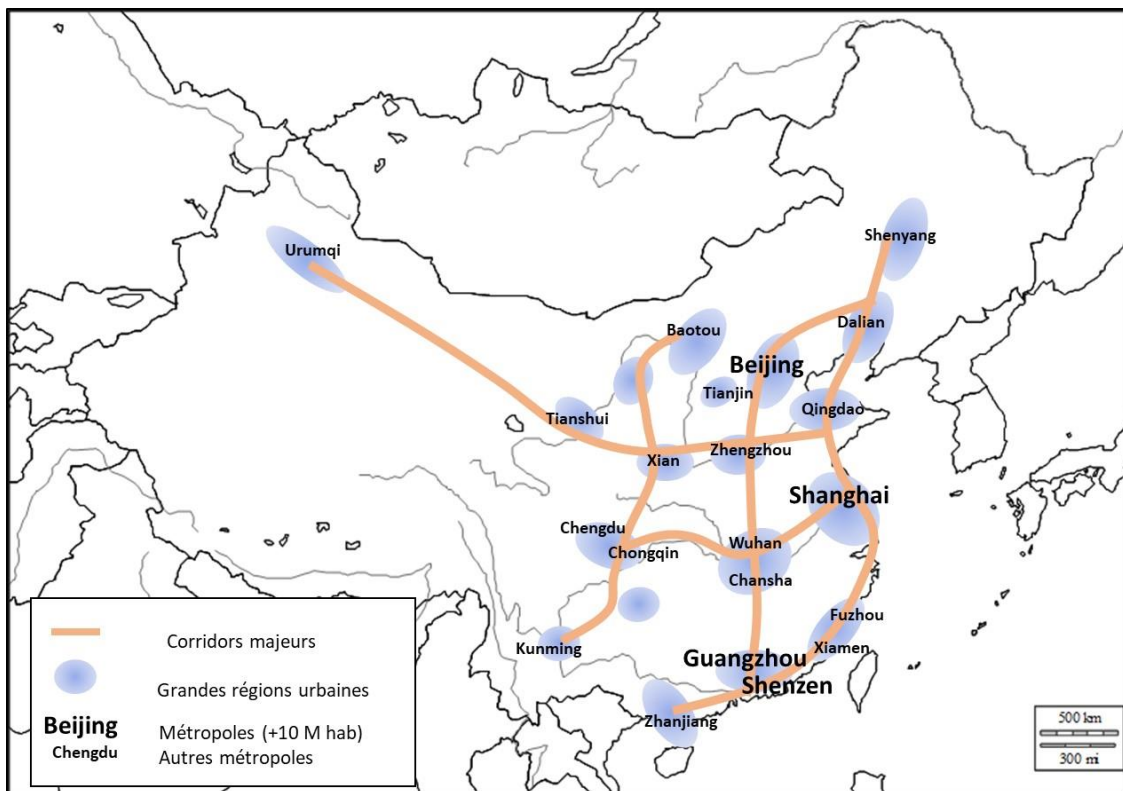 Urumqi
Shenyang
Baotou
Dalian
Beijing
Tianjin
Qingdao
Tianshui
Xian
Zhengzhou
Shanghai
Chengdu
Chongqin
Wuhan
Chansha
Fuzhou
Xiamen
Kunming
Guangzhou
Shenzen
Zhanjiang
Corridors majeurs
Grandes régions urbaines
Beijing Métropoles (+10 M hab)
Chengdu Autres métropoles
500 km
300 mi